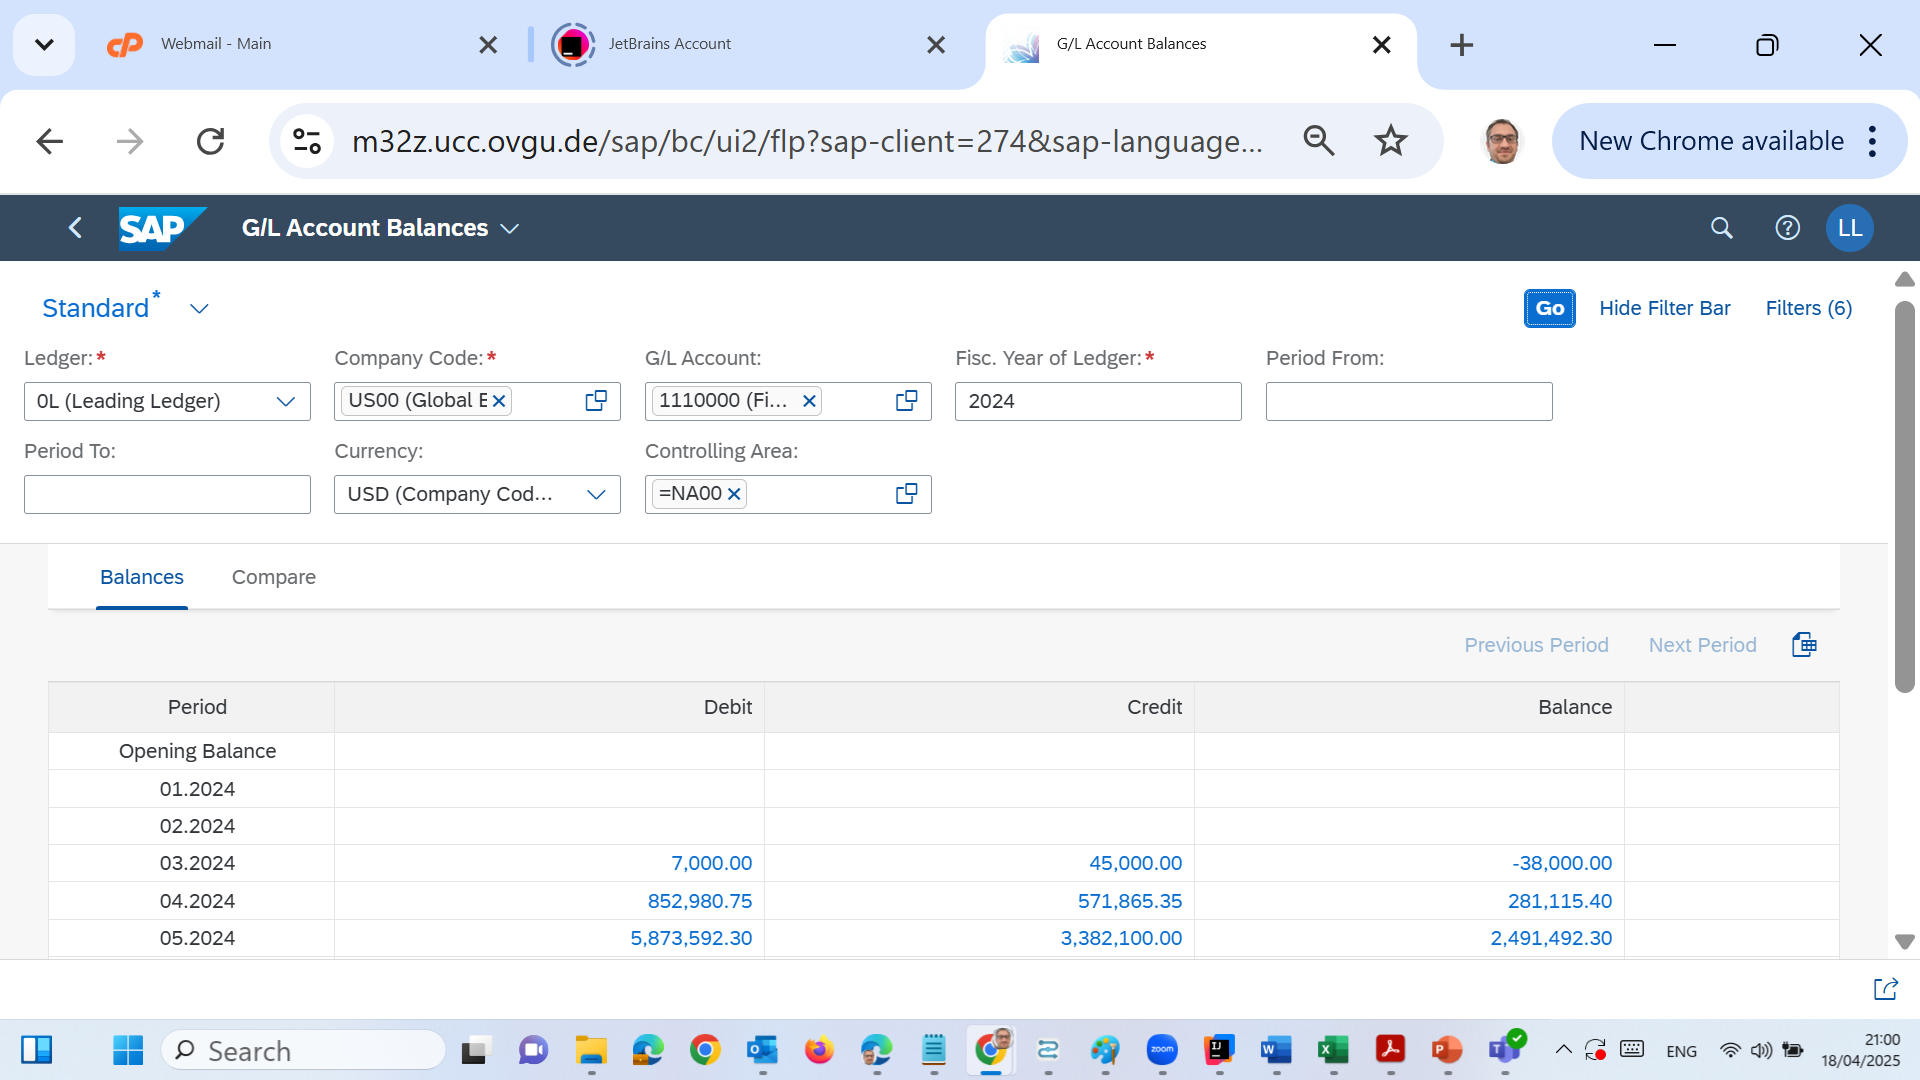 Webmail - Main
JetBrains Account
G/L Account Balances
m32z.ucc.ovgu.de/sap/bc/ui2/flp?sap-client=274&sap-language...
New Chrome available
SAP
G/L Account Balances
LL
Standard*
Go
Hide Filter Bar
Filters (6)
Ledger:*
Company Code:*
G/L Account:
Fisc. Year of Ledger:*
Period From:
0L (Leading Ledger)
US00 (Global
1110000 (Fi...
2024
Period To:
Currency:
Controlling Area:
USD (Company Cod...
=NA00
Balances
Compare
Previous Period
Next Period
Period Debit Credit Balance
Opening Balance
01.2024
02.2024
03.2024 7,000.00 45,000.00 -38,000.00
04.2024 852,980.75 571,865.35 281,115.40
05.2024 5,873,592.30 3,382,100.00 2,491,492.30
Search
zoom
ENG
21:00
18/04/2025